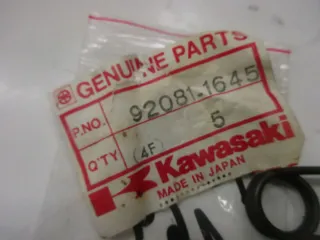 GENUINE PARTS
P.NO. 92081-1645
Q'TY (4F) 5
Kawasaki
MADE IN JAPAN